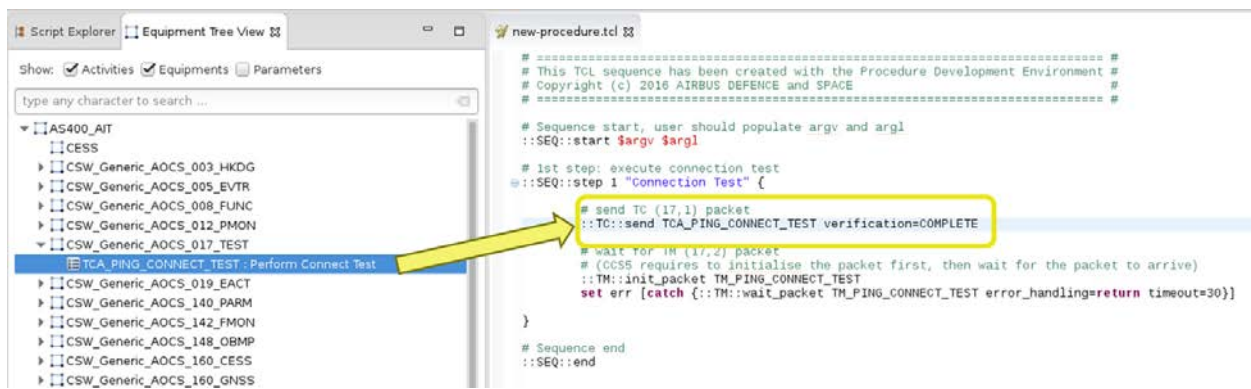 Script Explorer
Equipment Tree View
Show: Activities Equipments Parameters
type any character to search ...
AS400_AIT
CESS
CSW_Generic_AOCS_003_HKDG
CSW_Generic_AOCS_005_EVTR
CSW_Generic_AOCS_008_FUNC
CSW_Generic_AOCS_012_PMON
CSW_Generic_AOCS_017_TEST
TCA_PING_CONNECT_TEST : Perform Connect Test
CSW_Generic_AOCS_019_EACT
CSW_Generic_AOCS_140_PARM
CSW_Generic_AOCS_142_FMON
CSW_Generic_AOCS_148_OBMP
CSW_Generic_AOCS_160_CESS
CSW_Generic_AOCS_160_GNSS
new-procedure.tcl
# ==================================================================== #
# This TCL sequence has been created with the Procedure Development Environment #
# Copyright (c) 2016 AIRBUS DEFENCE and SPACE #
# ==================================================================== #
# Sequence start, user should populate argv and argl
::SEQ::start $argv $argl
# 1st step: execute connection test
::SEQ::step 1 "Connection Test" {
# send TC (17,1) packet
::TC::send TCA_PING_CONNECT_TEST verification=COMPLETE
# wait for TM (17,2) packet
# (CCS5 requires to initialise the packet first, then wait for the packet to arrive)
::TM::init_packet TM_PING_CONNECT_TEST
set err [catch {::TM::wait_packet TM_PING_CONNECT_TEST error_handling=return timeout=30}]
}
# Sequence end
::SEQ::end